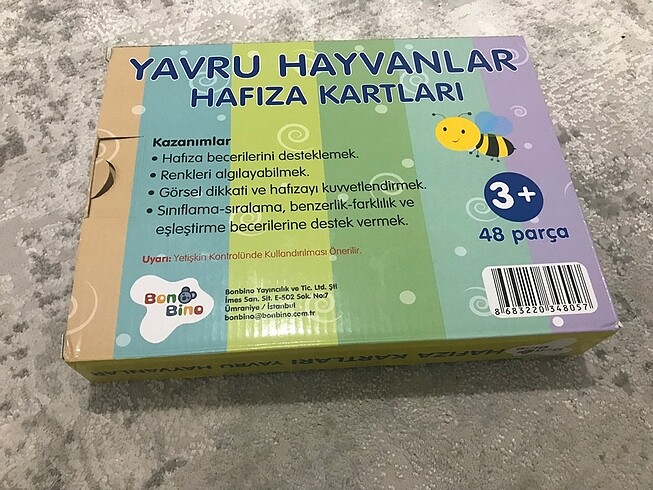 YAVRU HAYVANLAR
HAFIZA KARTLARI
Kazanımlar
• Hafıza becerilerini desteklemek.
• Renkleri algılayabilmek.
• Görsel dikkati ve hafızayı kuvvetlendirmek.
• Sınıflama-sıralama, benzerlik-farklılık ve
eşleştirme becerilerine destek vermek.
3+
48 parça
Uyarı: Yetişkin Kontrolünde Kullandırılması Önerilir.
Bon
Bino
Bonbino Yayıncılık ve Tic. Ltd. Şti
İmes San. Sit. E-502 Sok. No:7
Ümraniye / İstanbul
bonbino@bonbino.com.tr
8 683220 348057
HAFIZA KARTLARI YAVRU HAYVANLAR